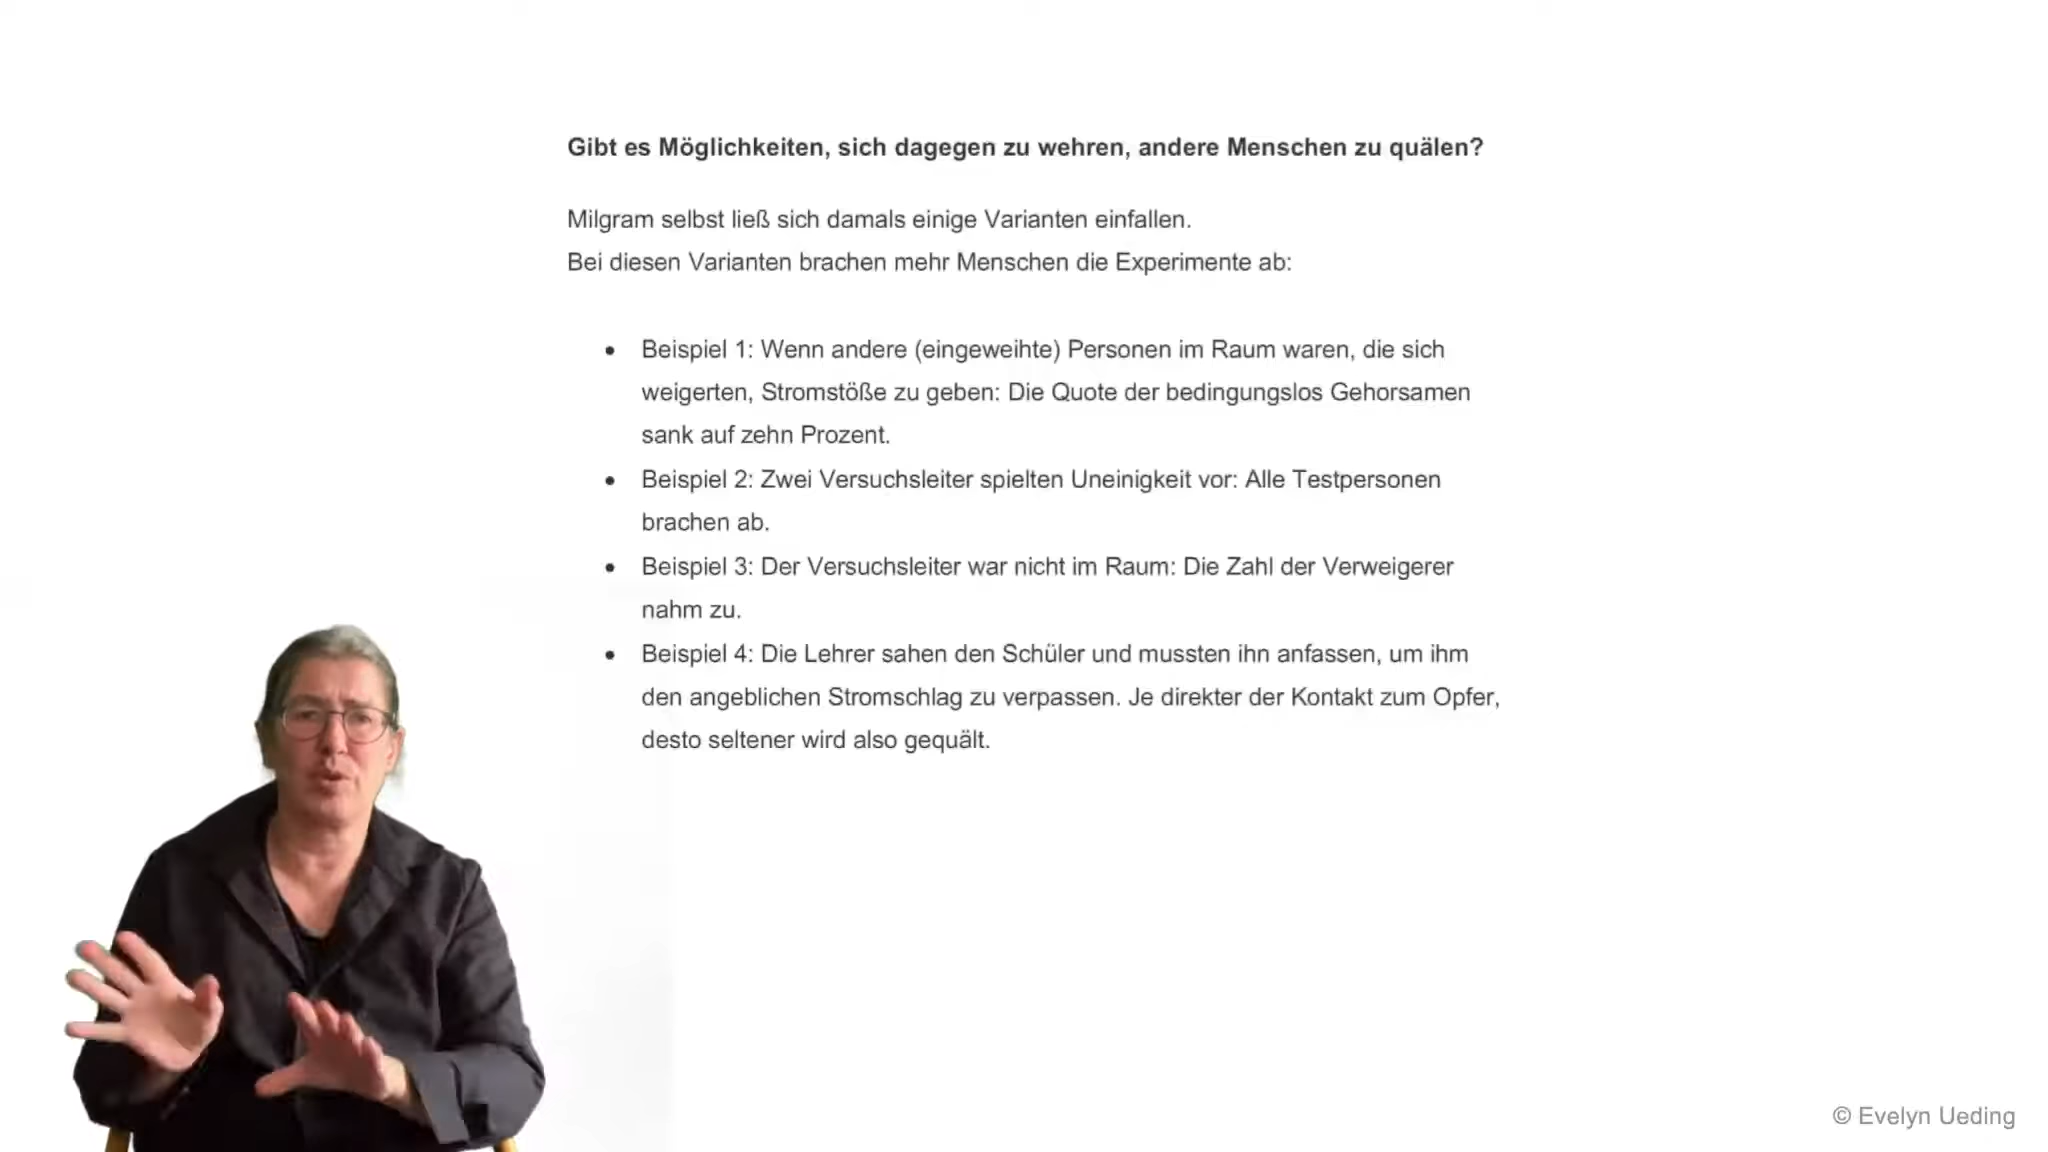 Gibt es Möglichkeiten, sich dagegen zu wehren, andere Menschen zu quälen?
Milgram selbst ließ sich damals einige Varianten einfallen.
Bei diesen Varianten brachen mehr Menschen die Experimente ab:
• Beispiel 1: Wenn andere (eingeweihte) Personen im Raum waren, die sich
weigerten, Stromstöße zu geben: Die Quote der bedingungslos Gehorsamen
sank auf zehn Prozent.
• Beispiel 2: Zwei Versuchsleiter spielten Uneinigkeit vor: Alle Testpersonen
brachen ab.
• Beispiel 3: Der Versuchsleiter war nicht im Raum: Die Zahl der Verweigerer
nahm zu.
• Beispiel 4: Die Lehrer sahen den Schüler und mussten ihn anfassen, um ihm
den angeblichen Stromschlag zu verpassen. Je direkter der Kontakt zum Opfer,
desto seltener wird also gequält.
© Evelyn Ueding